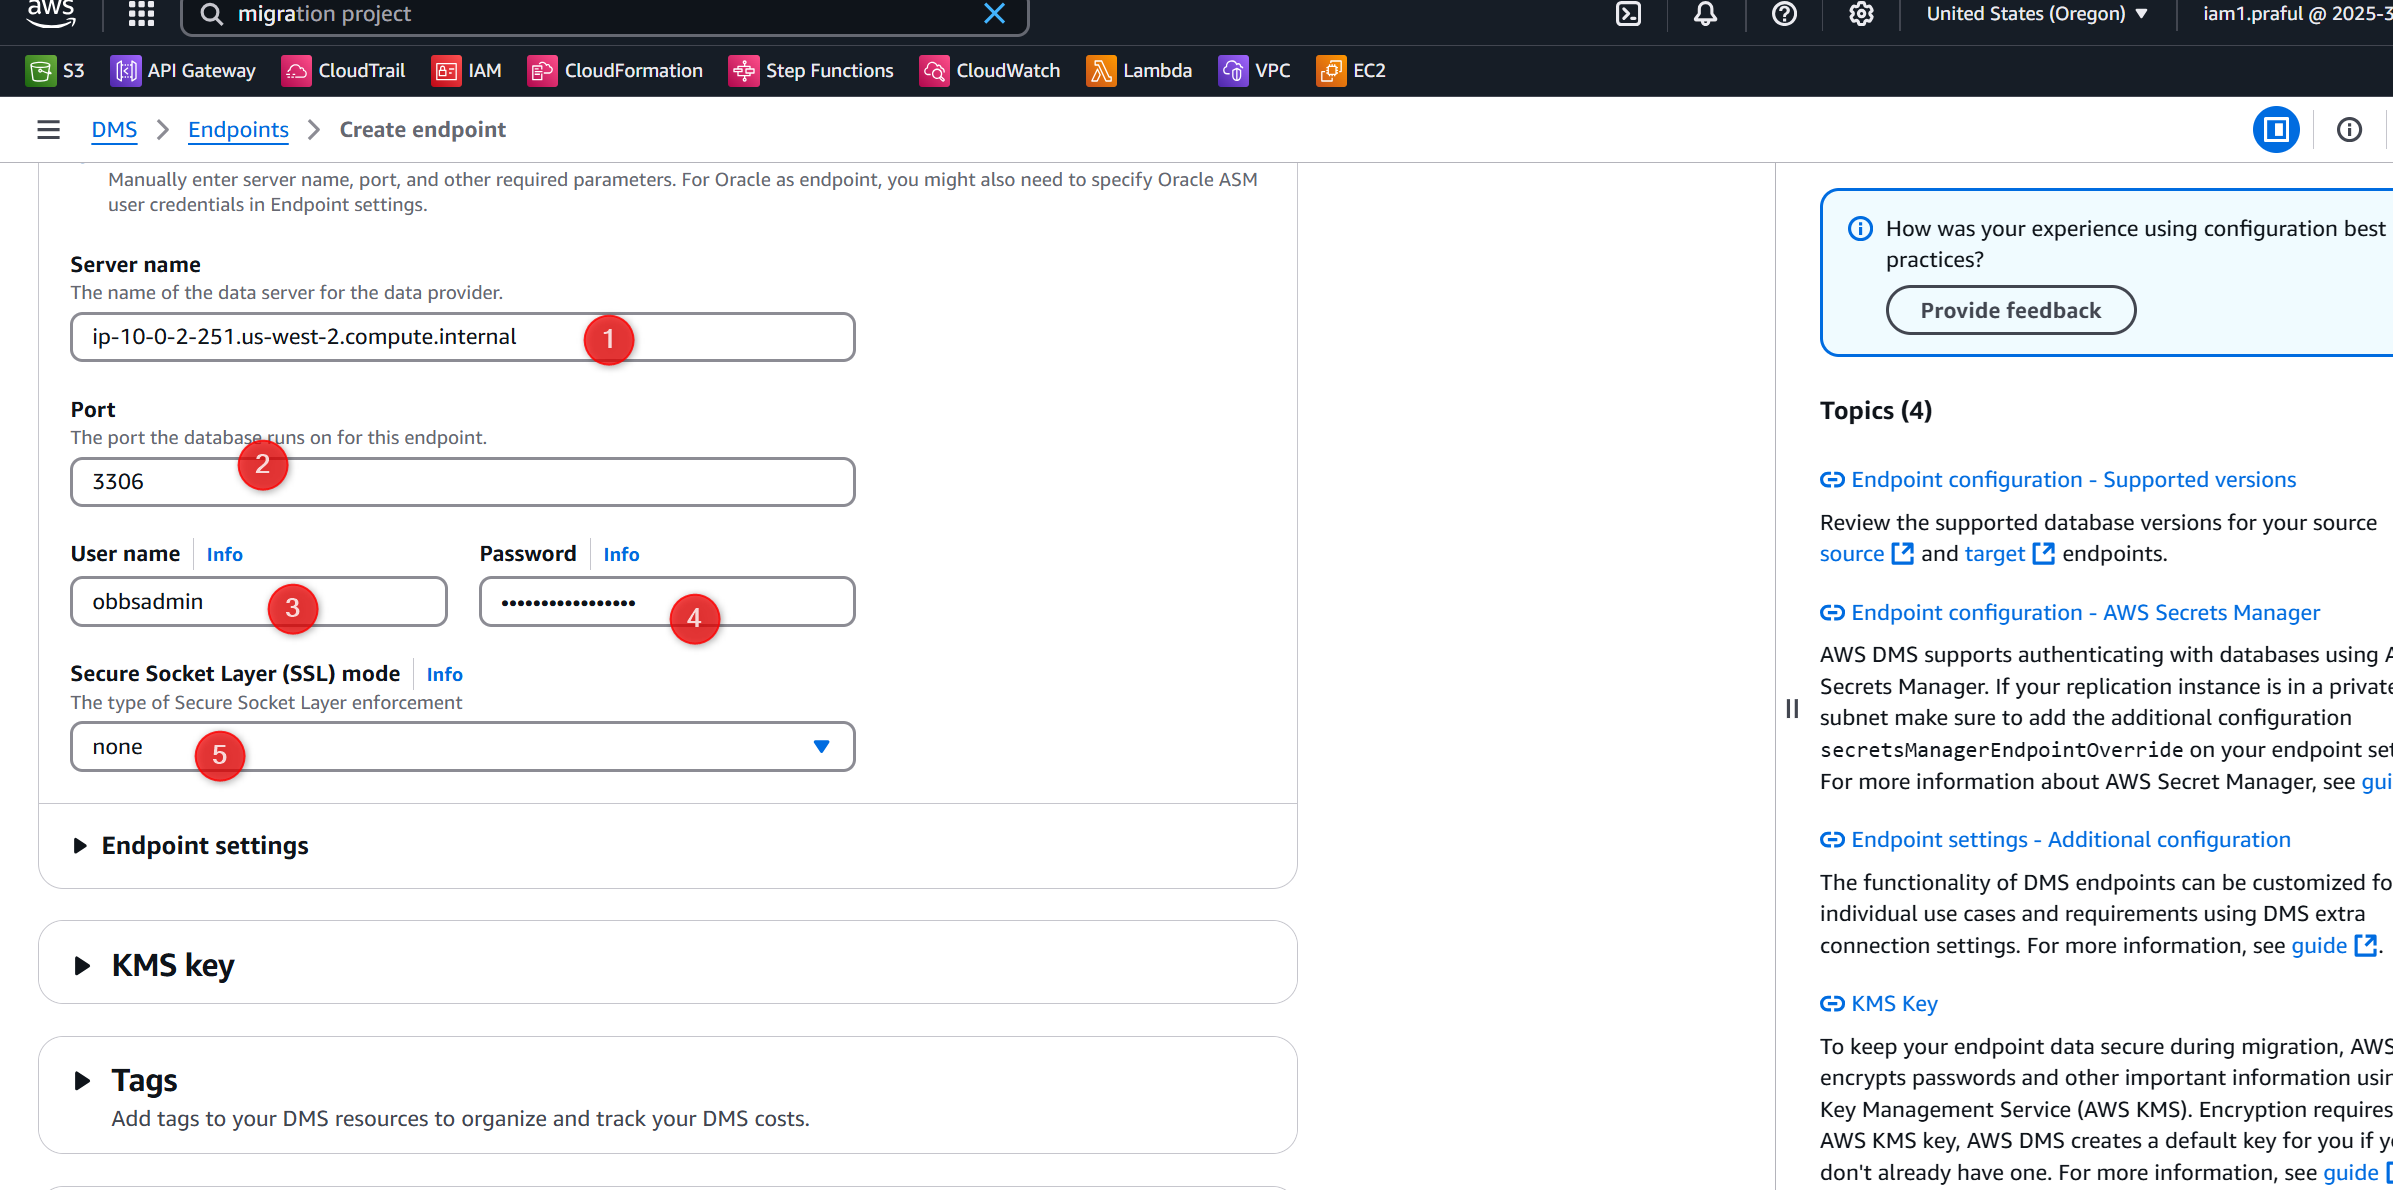 aws
migration project
United States (Oregon)
iam1.praful @ 2025-3
S3
API Gateway
CloudTrail
IAM
CloudFormation
Step Functions
CloudWatch
Lambda
VPC
EC2
DMS
Endpoints
Create endpoint
Manually enter server name, port, and other required parameters. For Oracle as endpoint, you might also need to specify Oracle ASM
user credentials in Endpoint settings.
Server name
The name of the data server for the data provider.
ip-10-0-2-251.us-west-2.compute.internal
1
Port
The port the database runs on for this endpoint.
2
3306
User name
Info
Password
Info
obbsadmin
3
•••••••••••••••••
4
Secure Socket Layer (SSL) mode
Info
The type of Secure Socket Layer enforcement
none
5
Endpoint settings
KMS key
Tags
Add tags to your DMS resources to organize and track your DMS costs.
How was your experience using configuration best
practices?
Provide feedback
Topics (4)
Endpoint configuration - Supported versions
Review the supported database versions for your source
source and target endpoints.
Endpoint configuration - AWS Secrets Manager
AWS DMS supports authenticating with databases using A
Secrets Manager. If your replication instance is in a private
subnet make sure to add the additional configuration
secretsManagerEndpointOverride on your endpoint set
For more information about AWS Secret Manager, see gui
Endpoint settings - Additional configuration
The functionality of DMS endpoints can be customized fo
individual use cases and requirements using DMS extra
connection settings. For more information, see guide.
KMS Key
To keep your endpoint data secure during migration, AWS
encrypts passwords and other important information usin
Key Management Service (AWS KMS). Encryption requires
AWS KMS key, AWS DMS creates a default key for you if y
don't already have one. For more information, see guide